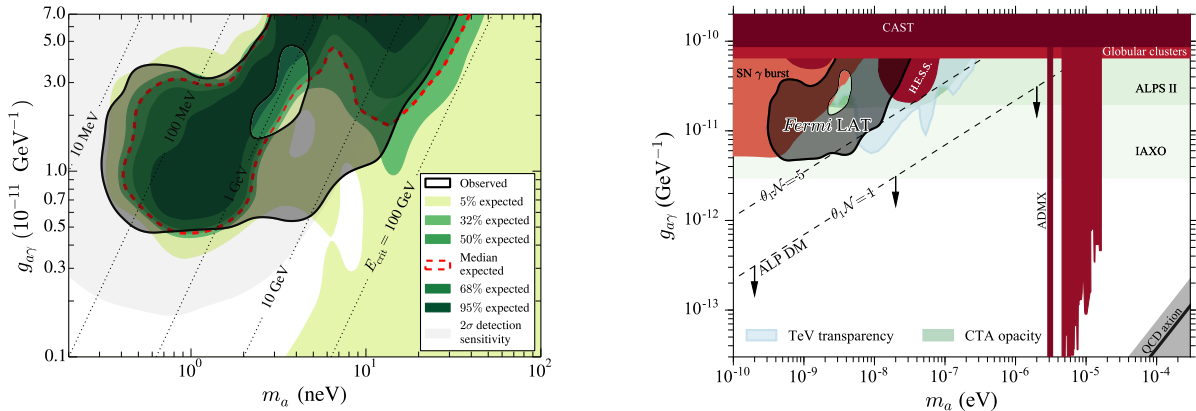 7.0
3.0
1.0
0.7
0.5
0.3
0.1
g_{aγ} (10^{-11} GeV^{-1})
10 MeV
100 MeV
1 GeV
10 GeV
E_{crit} = 100 GeV
Observed
5% expected
32% expected
50% expected
Median
expected
68% expected
95% expected
2σ detection
sensitivity
10^0
10^1
10^2
m_a (neV)
10^{-10}
10^{-11}
10^{-12}
10^{-13}
g_{aγ} (GeV^{-1})
CAST
Globular clusters
SN γ burst
H.E.S.S.
ALPS II
Fermi LAT
IAXO
θ_1 N = 5
θ_1 N = 1
ALP DM
ADMX
TeV transparency
CTA opacity
QCD axion
10^{-10}
10^{-9}
10^{-8}
10^{-7}
10^{-6}
10^{-5}
10^{-4}
m_a (eV)